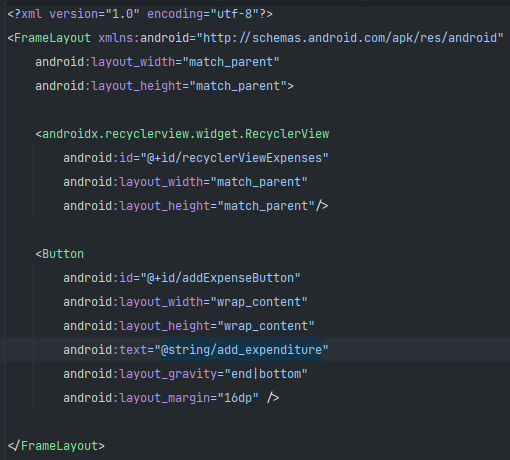 <?xml version="1.0" encoding="utf-8"?>
<FrameLayout xmlns:android="http://schemas.android.com/apk/res/android"
    android:layout_width="match_parent"
    android:layout_height="match_parent">

    <androidx.recyclerview.widget.RecyclerView
        android:id="@+id/recyclerViewExpenses"
        android:layout_width="match_parent"
        android:layout_height="match_parent"/>

    <Button
        android:id="@+id/addExpenseButton"
        android:layout_width="wrap_content"
        android:layout_height="wrap_content"
        android:text="@string/add_expenditure"
        android:layout_gravity="end|bottom"
        android:layout_margin="16dp" />

</FrameLayout>